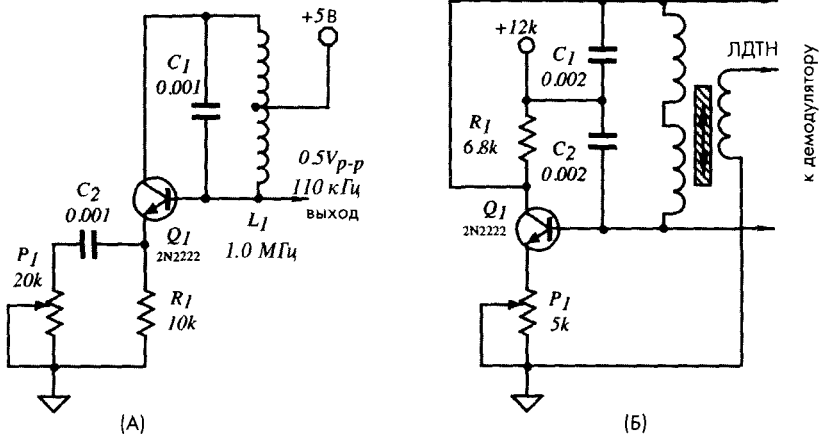 +5В
C1
0.001
0.5Vp-p
110 кГц
выход
C2
0.001
Q1
2N2222
L1
1.0 МГц
P1
20k
R1
10k
(А)
+12k
C1
0.002
ЛДТН
R1
6.8k
C2
0.002
Q1
2N2222
P1
5k
к демодулятору
(Б)